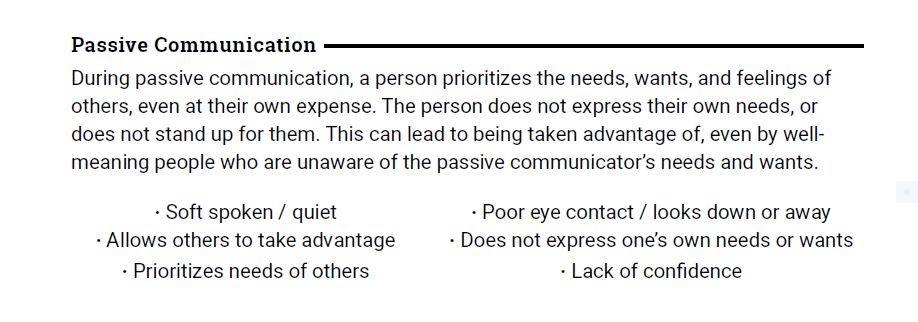 Passive Communication
During passive communication, a person prioritizes the needs, wants, and feelings of
others, even at their own expense. The person does not express their own needs, or
does not stand up for them. This can lead to being taken advantage of, even by well-
meaning people who are unaware of the passive communicator’s needs and wants.
· Soft spoken / quiet
· Allows others to take advantage
· Prioritizes needs of others
· Poor eye contact / looks down or away
· Does not express one’s own needs or wants
· Lack of confidence